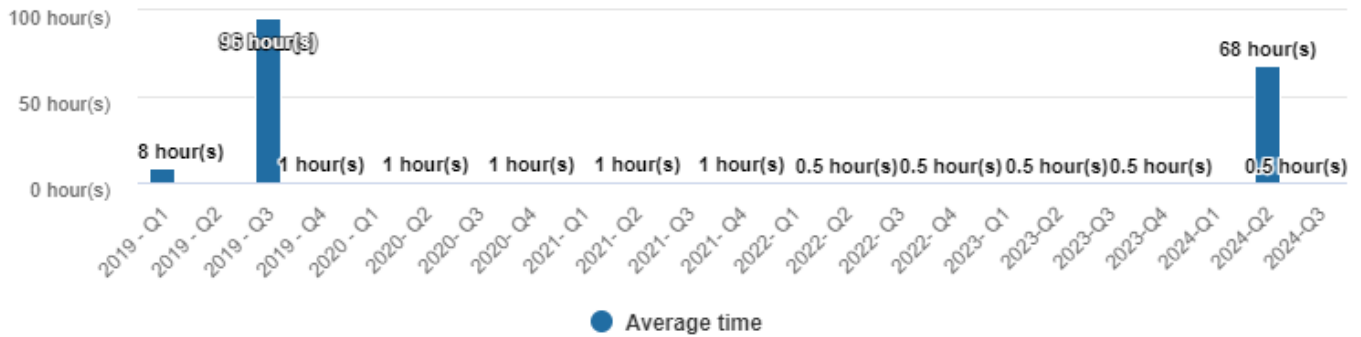 100 hour(s)
96 hour(s)
68 hour(s)
50 hour(s)
8 hour(s)
1 hour(s) 1 hour(s) 1 hour(s) 1 hour(s) 1 hour(s) 0.5 hour(s) 0.5 hour(s) 0.5 hour(s) 0.5 hour(s) 0.5 hour(s)
0 hour(s)
2019- Q1 2019- Q2 2019- Q3 2019- Q4 2020 - Q1 2020- Q2 2020- Q3 2020- Q4 2021- Q1 2021- Q2 2021- Q3 2021- Q4 2022- Q1 2022- Q2 2022- Q3 2022- Q4 2023- Q1 2023-Q2 2023-Q3 2023-Q4 2024-Q1 2024-Q2 2024-Q3
Average time